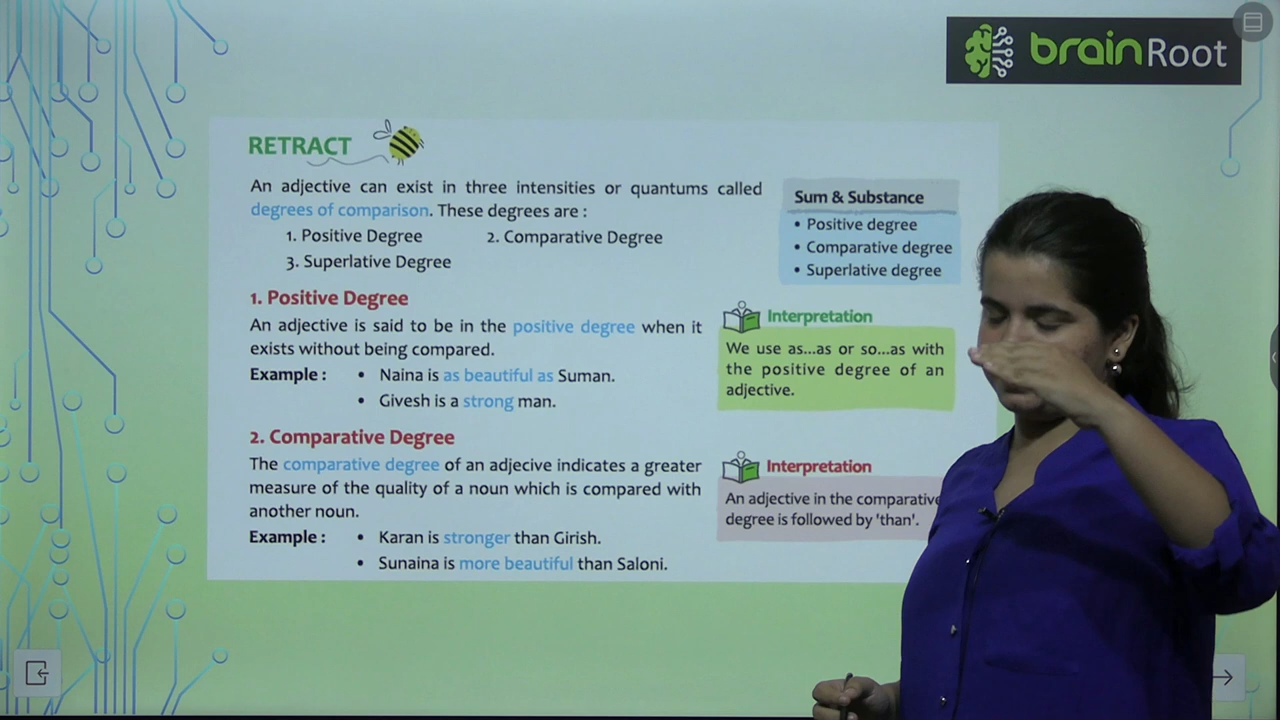 brainRoot
RETRACT
An adjective can exist in three intensities or quantums called
degrees of comparison. These degrees are :
1. Positive Degree 2. Comparative Degree
3. Superlative Degree
Sum & Substance
• Positive degree
• Comparative degree
• Superlative degree
1. Positive Degree
An adjective is said to be in the positive degree when it
exists without being compared.
Example : • Naina is as beautiful as Suman.
• Givesh is a strong man.
Interpretation
We use as...as or so...as with
the positive degree of an
adjective.
2. Comparative Degree
The comparative degree of an adjecive indicates a greater
measure of the quality of a noun which is compared with
another noun.
Example : • Karan is stronger than Girish.
• Sunaina is more beautiful than Saloni.
Interpretation
An adjective in the comparative
degree is followed by 'than'.